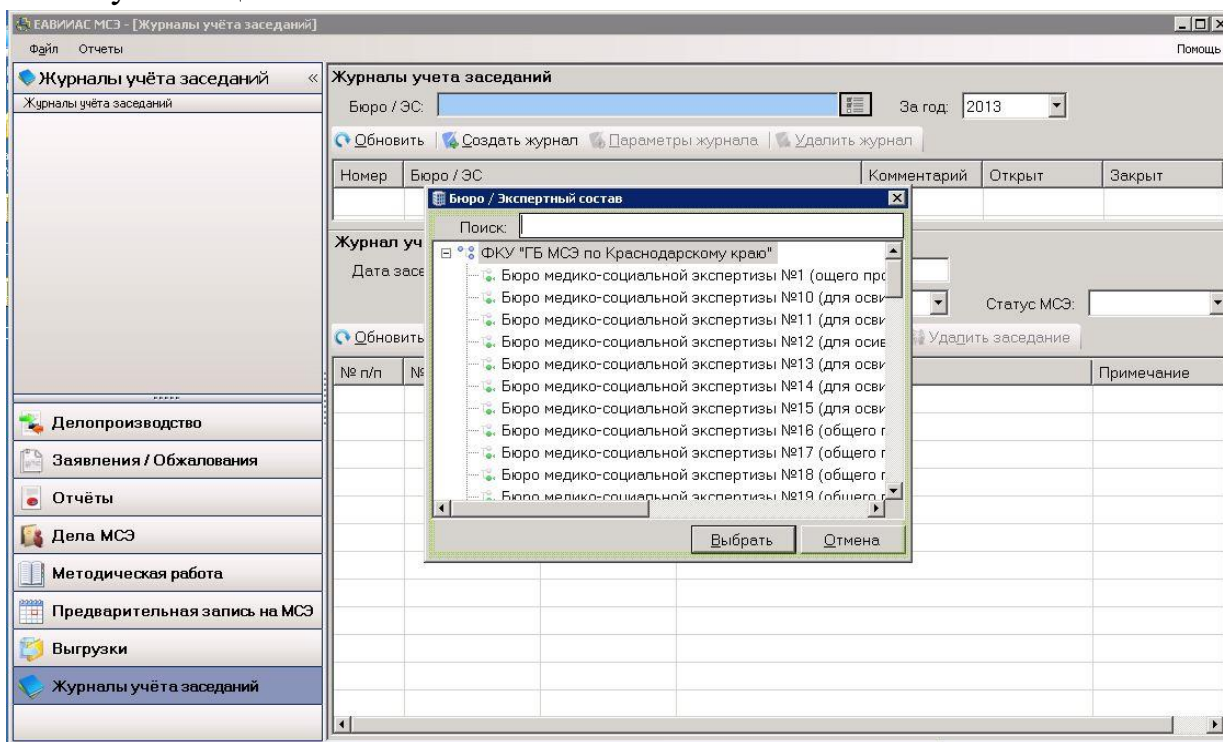 ЕАВИИАС МСЭ - [Журналы учёта заседаний]
Файл Отчеты Помощь
Журналы учёта заседаний «
Журналы учёта заседаний
Журналы учета заседаний
Бюро / ЭС: За год: 2013
Обновить Создать журнал Параметры журнала Удалить журнал
Номер Бюро / ЭС Комментарий Открыт Закрыт
Бюро / Экспертный состав
Поиск:
ФКУ "ГБ МСЭ по Краснодарскому краю"
Бюро медико-социальной экспертизы №1 (ощего про
Бюро медико-социальной экспертизы №10 (для осви
Бюро медико-социальной экспертизы №11 (для осви
Бюро медико-социальной экспертизы №12 (для осив
Бюро медико-социальной экспертизы №13 (для осви
Бюро медико-социальной экспертизы №14 (для осви
Бюро медико-социальной экспертизы №15 (для осви
Бюро медико-социальной экспертизы №16 (общего п
Бюро медико-социальной экспертизы №17 (общего п
Бюро медико-социальной экспертизы №18 (общего п
Бюро медико-социальной экспертизы №19 (общего п
Выбрать Отмена
Журнал уч
Дата засе
Статус МСЭ:
Обновить Удалить заседание
№ п/п № Примечание
Делопроизводство
Заявления / Обжалования
Отчёты
Дела МСЭ
Методическая работа
Предварительная запись на МСЭ
Выгрузки
Журналы учёта заседаний